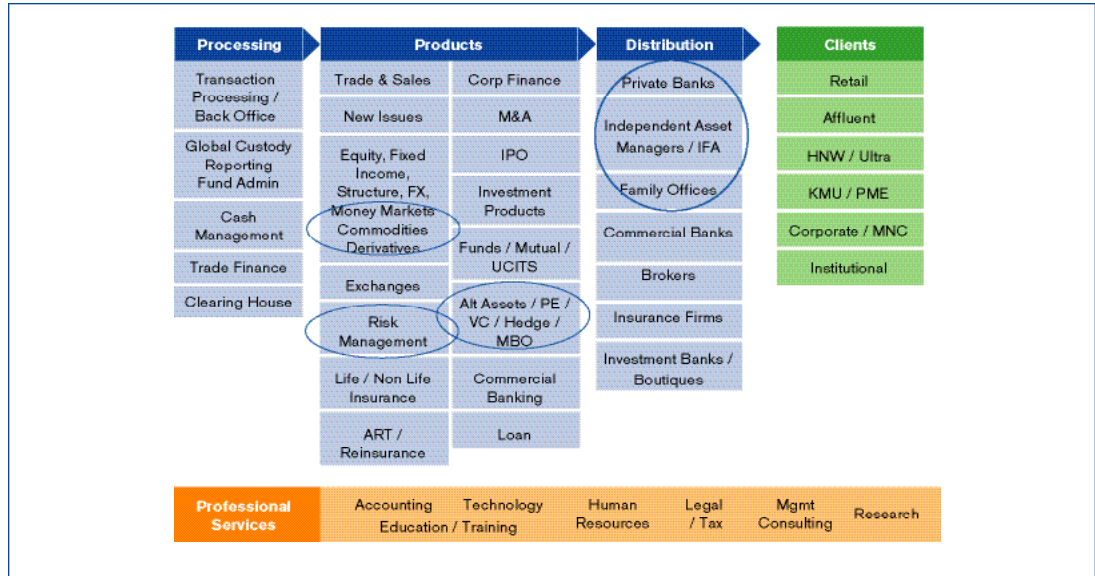 Processing
Products
Distribution
Clients
Transaction
Processing /
Back Office
Global Custody
Reporting
Fund Admin
Cash
Management
Trade Finance
Clearing House
Trade & Sales
New Issues
Equity, Fixed
Income,
Structure, FX,
Money Markets
Commodities
Derivatives
Exchanges
Risk
Management
Life / Non Life
Insurance
ART /
Reinsurance
Corp Finance
M&A
IPO
Investment
Products
Funds / Mutual /
UCITS
Alt Assets / PE /
VC / Hedge /
MBO
Commercial
Banking
Loan
Private Banks
Independent Asset
Managers / IFA
Family Offices
Commercial Banks
Brokers
Insurance Firms
Investment Banks /
Boutiques
Retail
Affluent
HNW / Ultra
KMU / PME
Corporate / MNC
Institutional
Professional
Services
Accounting
Technology
Education / Training
Human
Resources
Legal
/ Tax
Mgmt
Consulting
Research